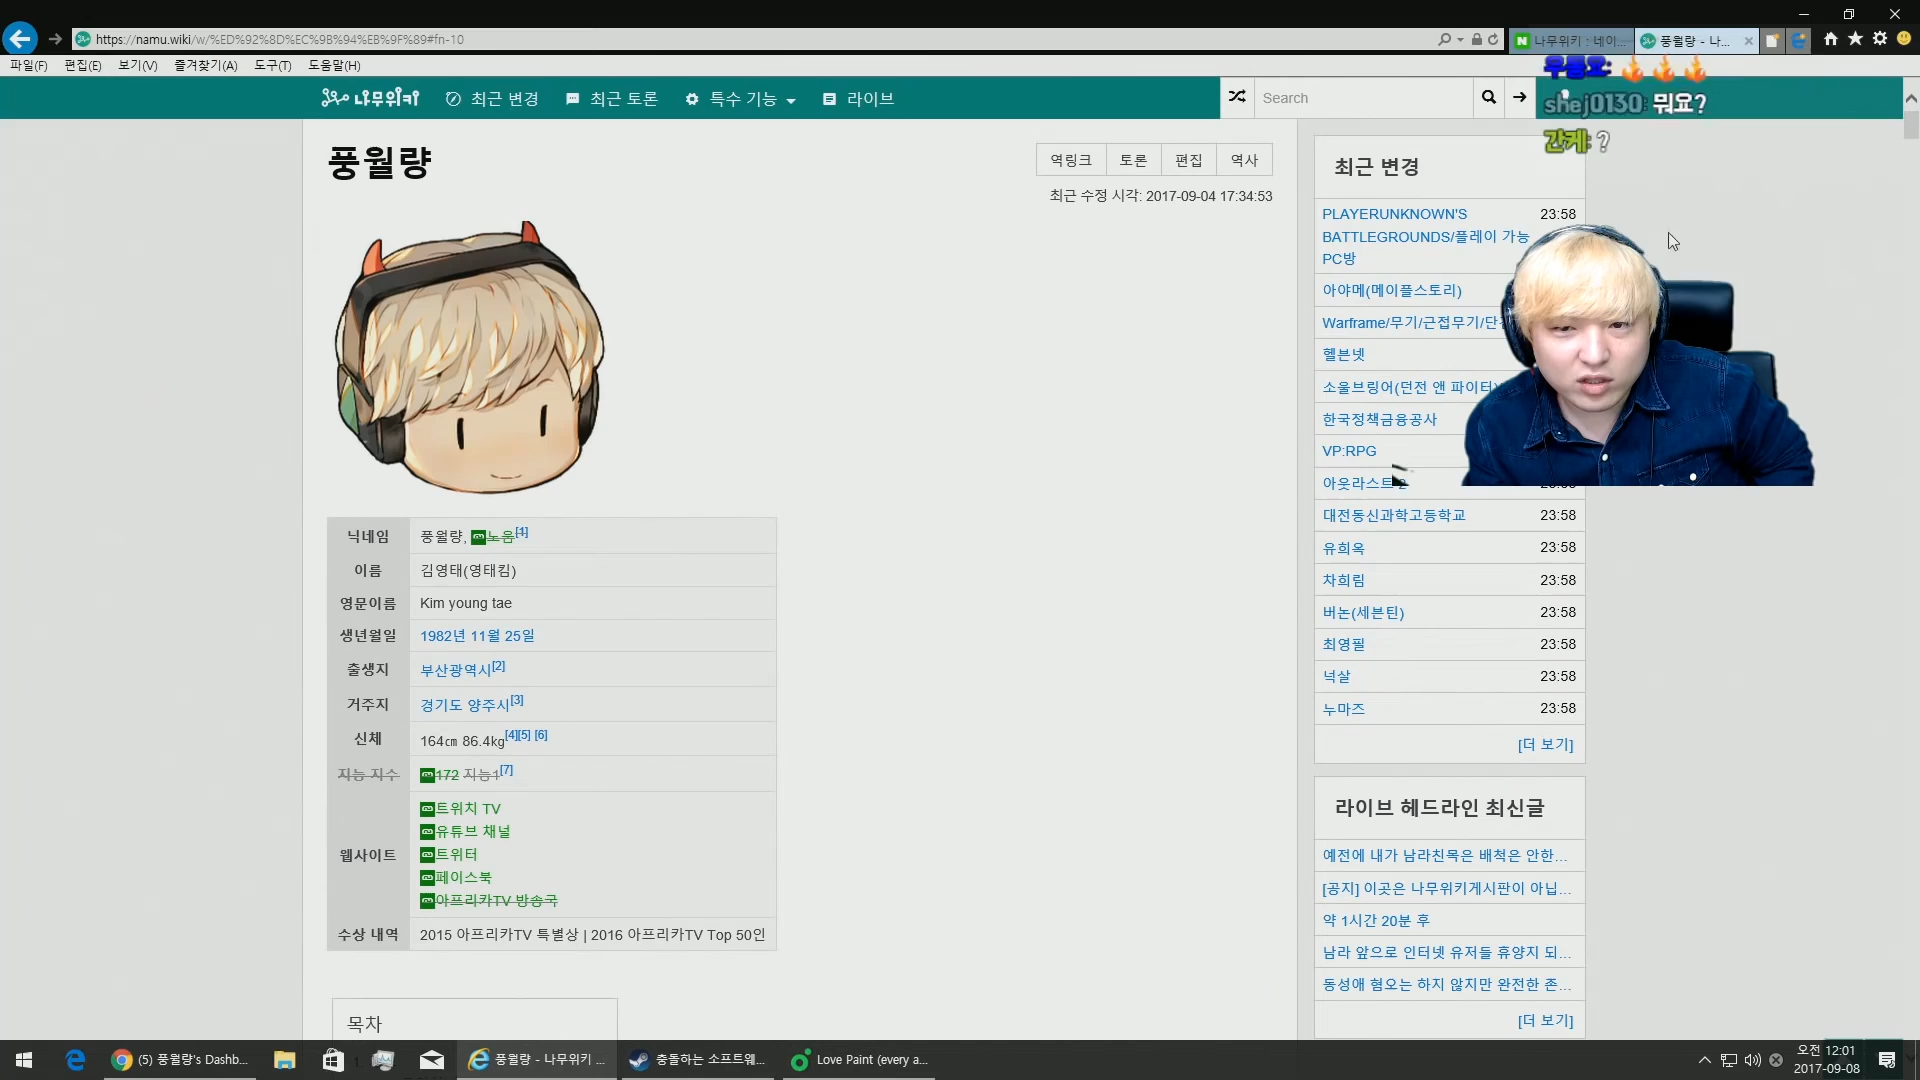 https://namu.wiki/w/%ED%92%8D%EC%9B%94%EB%9F%89#fn-10
나무위키 : 네이...
풍월량 - 나...
파일(F) 편집(E) 보기(V) 즐겨찾기(A) 도구(T) 도움말(H)
우틀묘:
나무위키 최근 변경 최근 토론 특수 기능 라이브
Search
shej0130: 뭐요?
간게: ?
풍월량
역링크 토론 편집 역사
최근 수정 시각: 2017-09-04 17:34:53
닉네임 풍월량, 노움[1]
이름 김영태(영태킴)
영문이름 Kim young tae
생년월일 1982년 11월 25일
출생지 부산광역시[2]
거주지 경기도 양주시[3]
신체 164㎝ 86.4kg[4][5] [6]
지능 지수 172 지능1[7]
웹사이트
트위치 TV
유튜브 채널
트위터
페이스북
아프리카TV 방송국
수상 내역 2015 아프리카TV 특별상 | 2016 아프리카TV Top 50인
목차
최근 변경
PLAYERUNKNOWN'S 23:58
BATTLEGROUNDS/플레이 가능
PC방
아야메(메이플스토리)
Warframe/무기/근접무기/단
헬븐넷
소울브링어(던전 앤 파이터)
한국정책금융공사
VP:RPG
아웃라스트 2
대전동신과학고등학교 23:58
유희옥 23:58
차희림 23:58
버논(세븐틴) 23:58
최영필 23:58
넉살 23:58
누마즈 23:58
[더 보기]
라이브 헤드라인 최신글
예전에 내가 남라친목은 배척은 안한...
[공지] 이곳은 나무위키게시판이 아닙...
약 1시간 20분 후
남라 앞으로 인터넷 유저들 휴양지 되...
동성애 혐오는 하지 않지만 완전한 존...
[더 보기]
(5) 풍월량's Dashb...
풍월량 - 나무위키 ...
충돌하는 소프트웨...
Love Paint (every a...
오전 12:01
2017-09-08